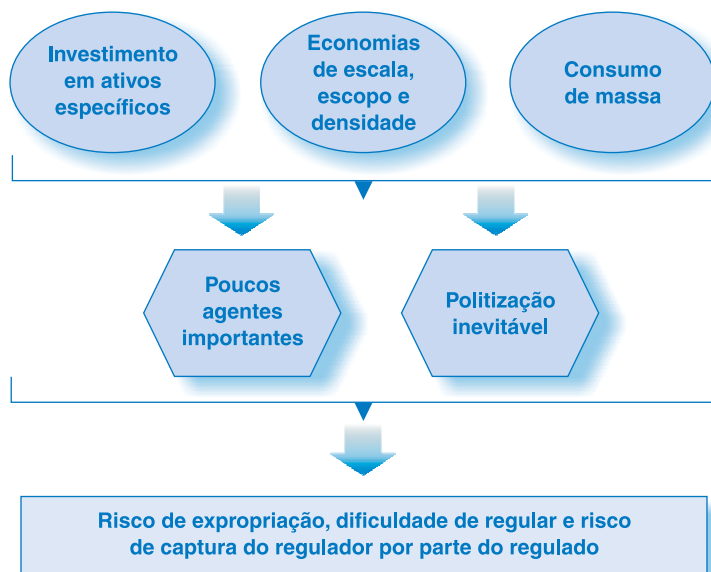 Investimento
em ativos
específicos
Economias
de escala,
escopo e
densidade
Consumo
de massa
Poucos
agentes
importantes
Politização
inevitável
Risco de expropriação, dificuldade de regular e risco
de captura do regulador por parte do regulado